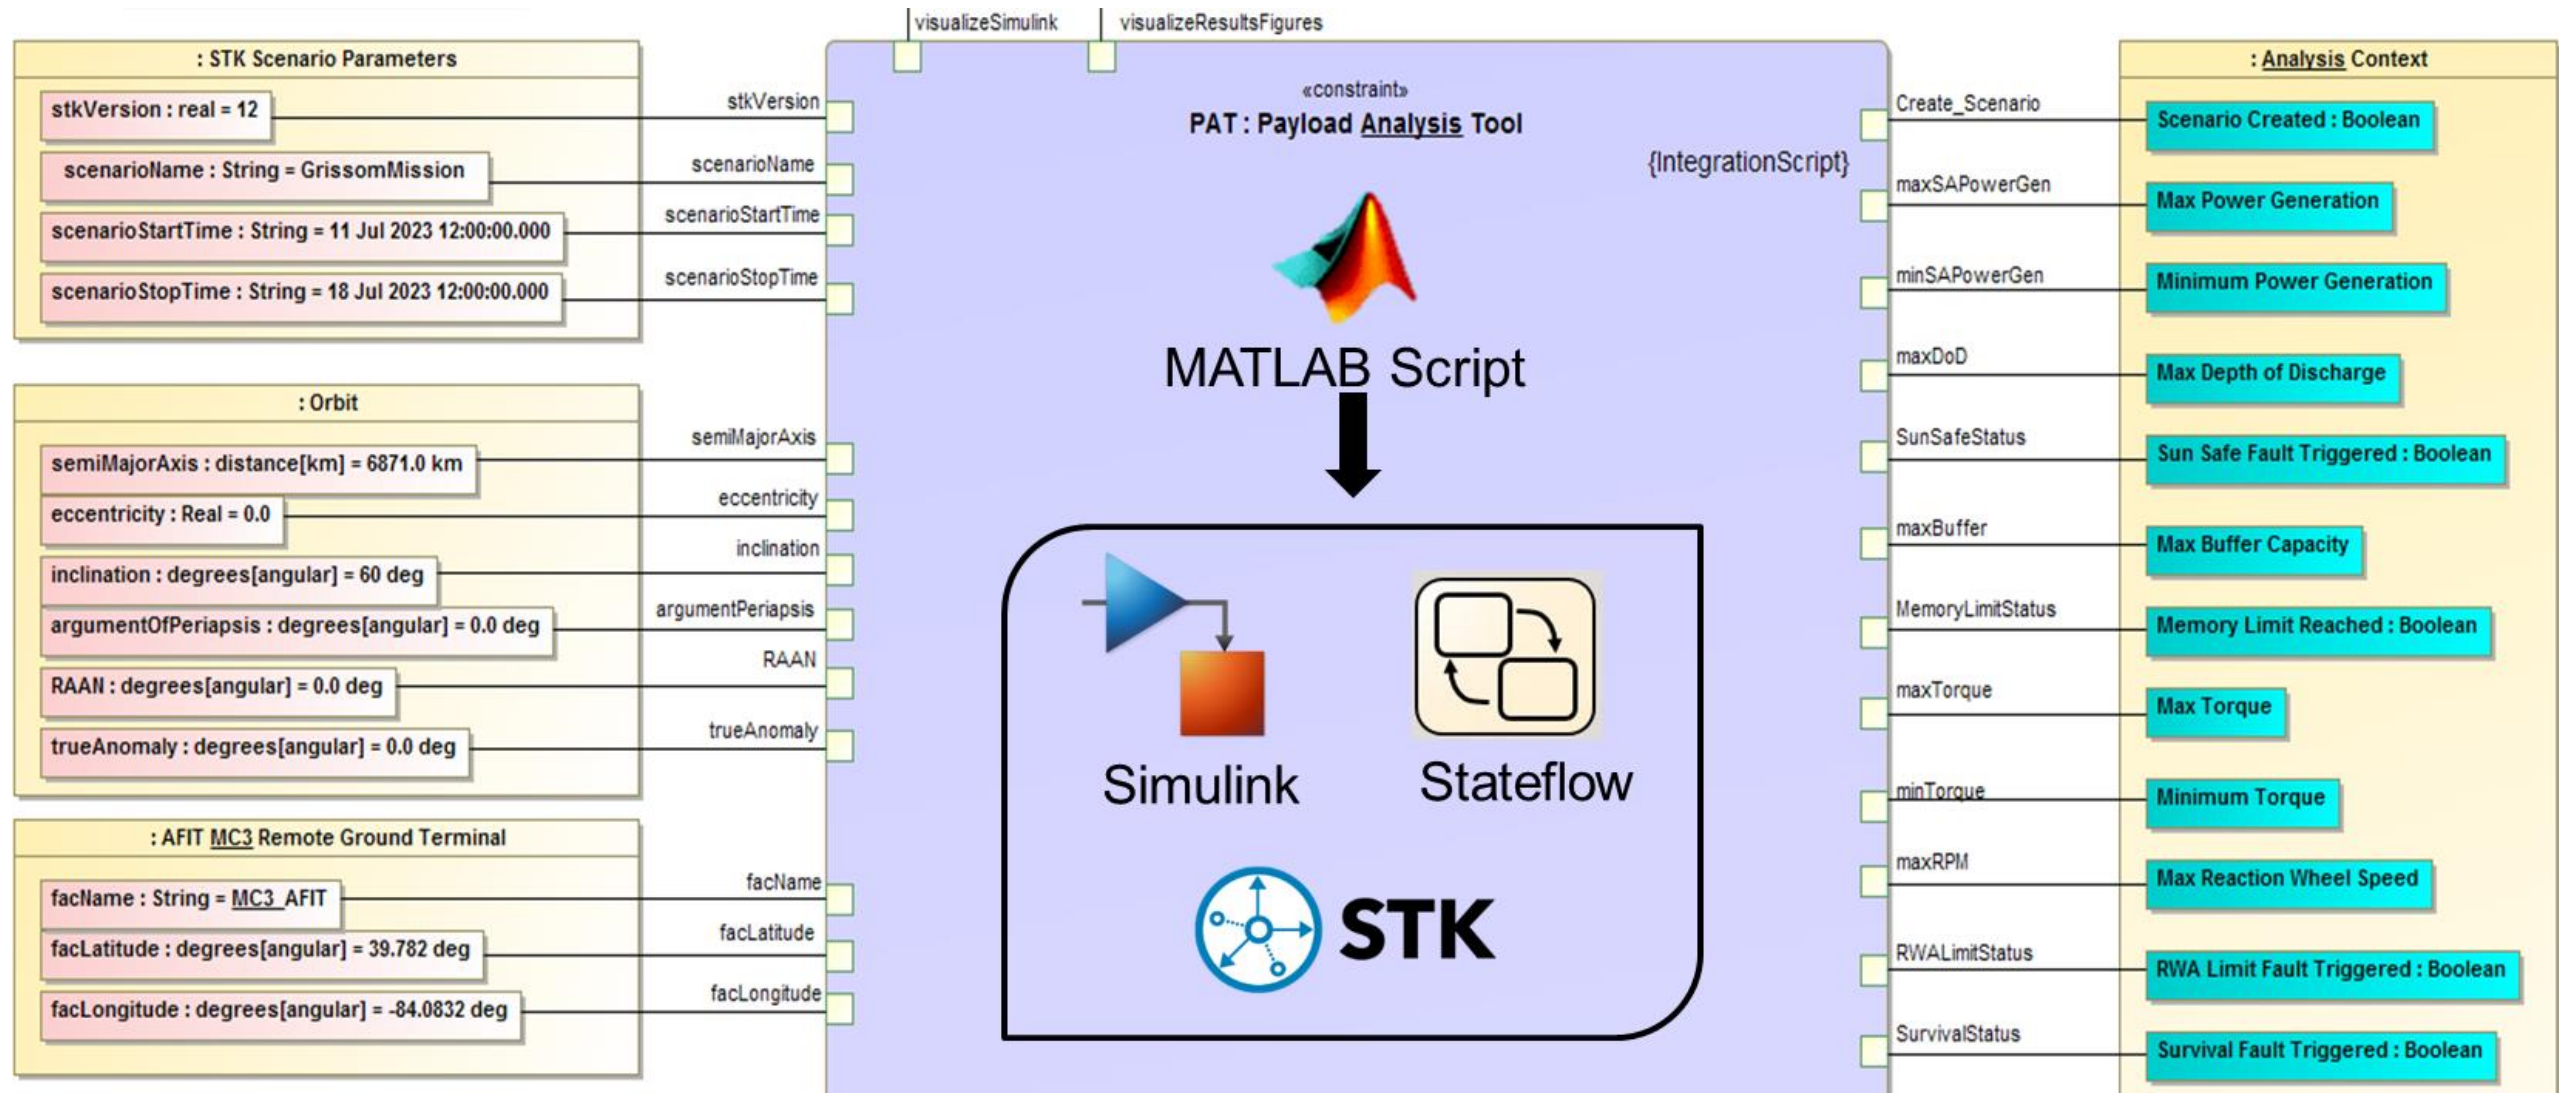 visualizeSimulink
visualizeResultsFigures
: STK Scenario Parameters
stkVersion : real = 12
scenarioName : String = GrissomMission
scenarioStartTime : String = 11 Jul 2023 12:00:00.000
scenarioStopTime : String = 18 Jul 2023 12:00:00.000
: Orbit
semiMajorAxis : distance[km] = 6871.0 km
eccentricity : Real = 0.0
inclination : degrees[angular] = 60 deg
argumentOfPeriapsis : degrees[angular] = 0.0 deg
RAAN : degrees[angular] = 0.0 deg
trueAnomaly : degrees[angular] = 0.0 deg
: AFIT MC3 Remote Ground Terminal
facName : String = MC3_AFIT
facLatitude : degrees[angular] = 39.782 deg
facLongitude : degrees[angular] = -84.0832 deg
stkVersion
scenarioName
scenarioStartTime
scenarioStopTime
semiMajorAxis
eccentricity
inclination
argumentPeriapsis
RAAN
trueAnomaly
facName
facLatitude
facLongitude
«constraint»
PAT : Payload Analysis Tool
{IntegrationScript}
MATLAB Script
Simulink
Stateflow
STK
Create_Scenario
maxSAPowerGen
minSAPowerGen
maxDoD
SunSafeStatus
maxBuffer
MemoryLimitStatus
maxTorque
minTorque
maxRPM
RWALimitStatus
SurvivalStatus
: Analysis Context
Scenario Created : Boolean
Max Power Generation
Minimum Power Generation
Max Depth of Discharge
Sun Safe Fault Triggered : Boolean
Max Buffer Capacity
Memory Limit Reached : Boolean
Max Torque
Minimum Torque
Max Reaction Wheel Speed
RWA Limit Fault Triggered : Boolean
Survival Fault Triggered : Boolean